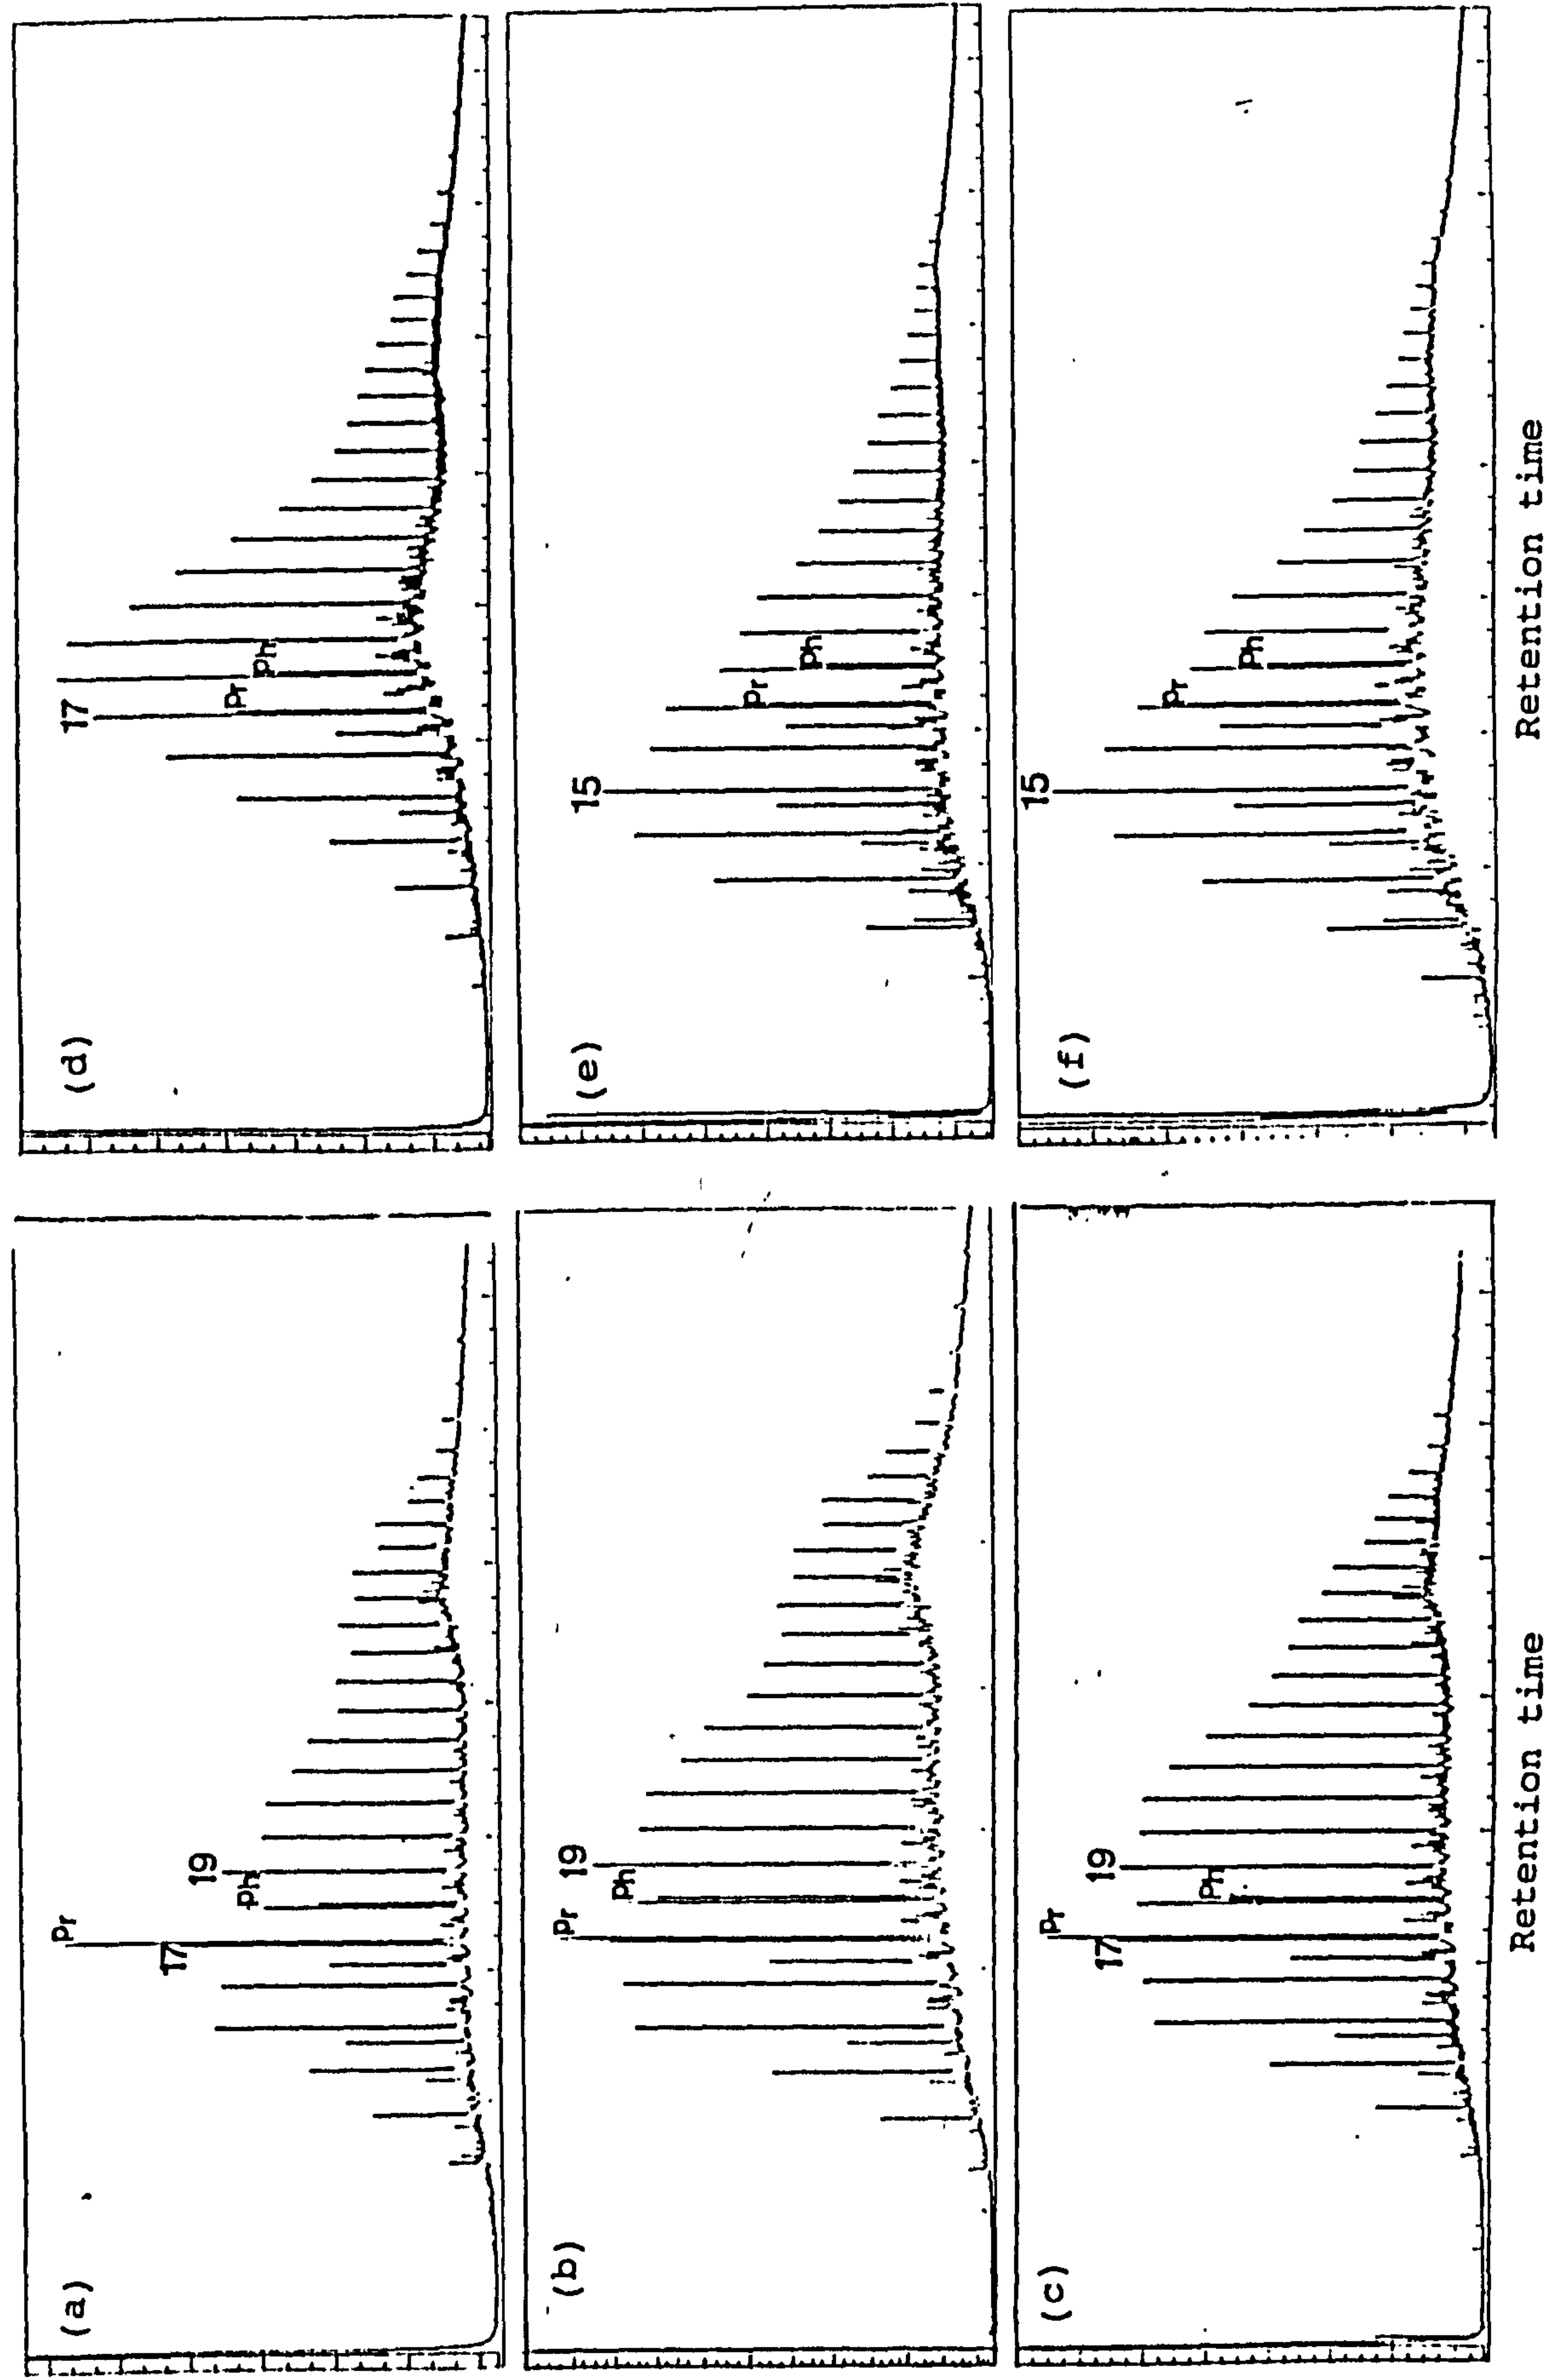 (a)
Pr
17
Ph
19
(b)
Pr
Ph
19
(c)
Pr
17
Ph
19
Retention time
(d)
17
Pr
Ph
(e)
15
Pr
Ph
(f)
15
Pr
Ph
Retention time